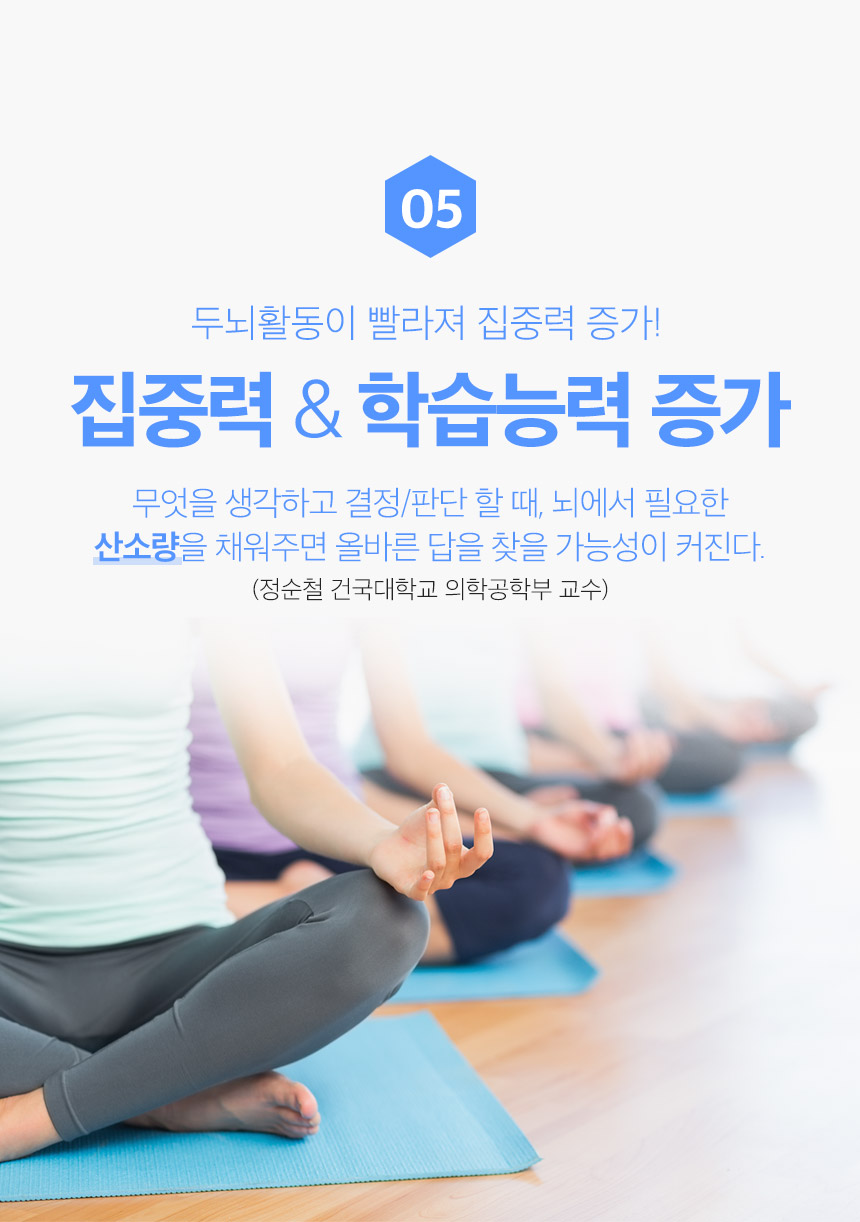 05
두뇌활동이 빨라져 집중력 증가!
집중력 & 학습능력 증가
무엇을 생각하고 결정/판단 할 때, 뇌에서 필요한
산소량을 채워주면 올바른 답을 찾을 가능성이 커진다.
(정순철 건국대학교 의학공학부 교수)